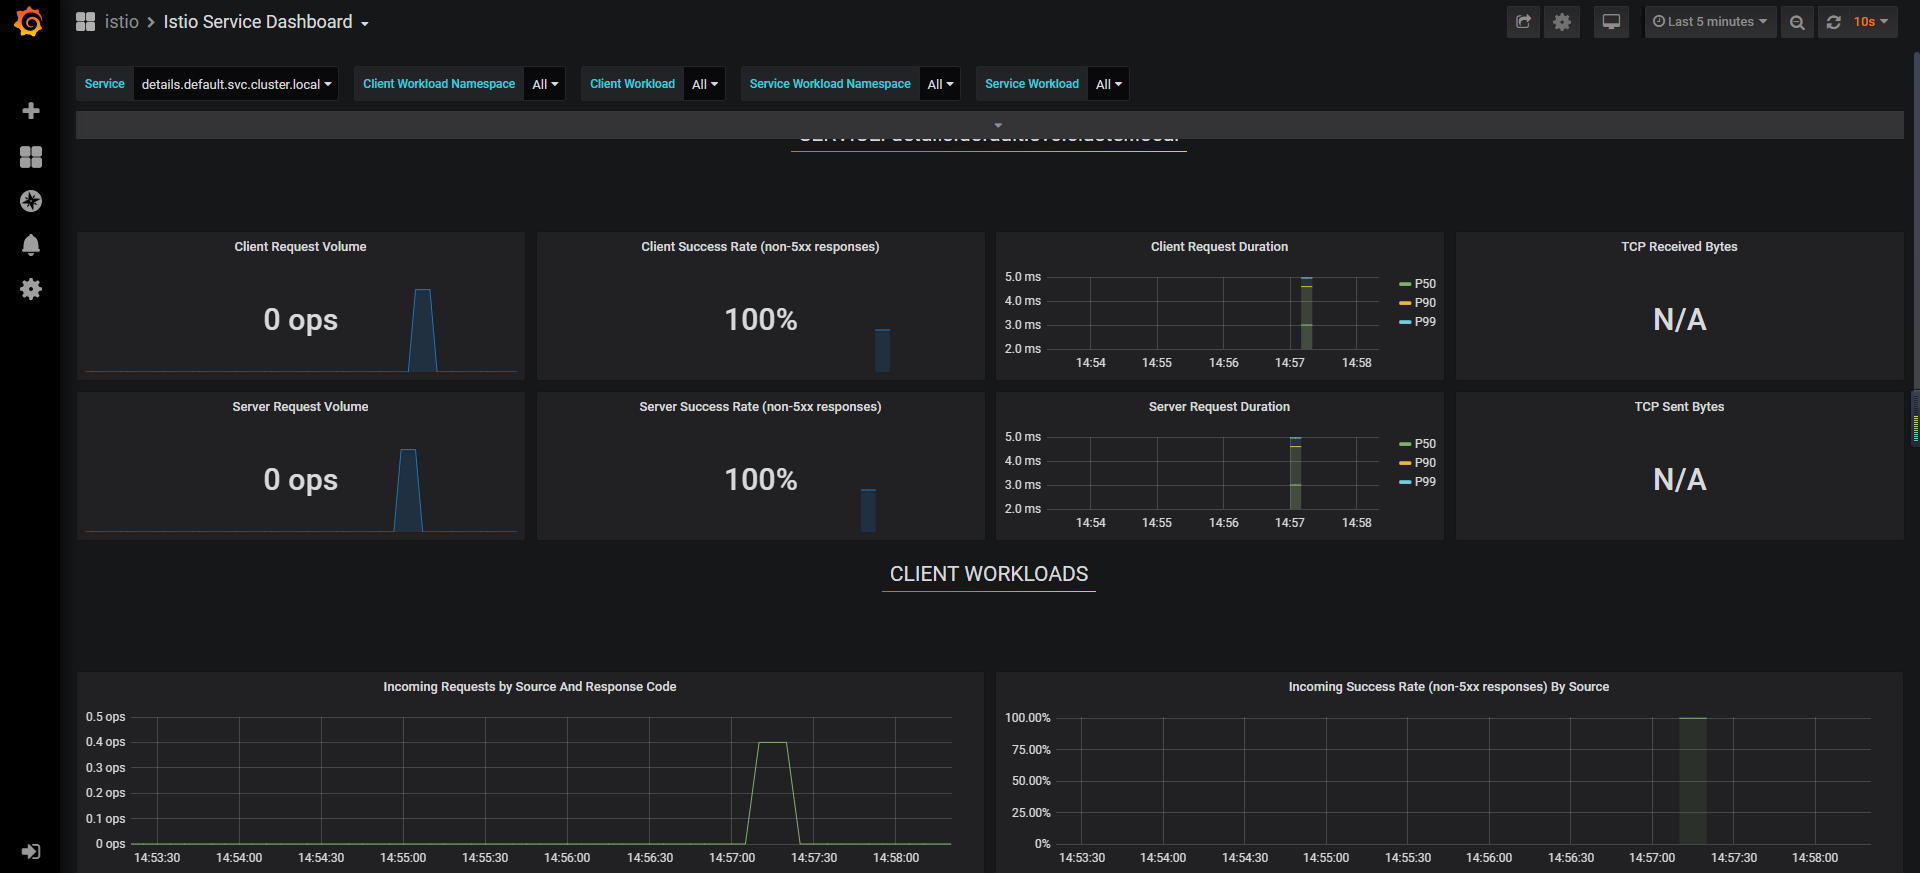 istio > Istio Service Dashboard
Last 5 minutes
10s
Service details.default.svc.cluster.local
Client Workload Namespace All
Client Workload All
Service Workload Namespace All
Service Workload All
SERVICE: details.default.svc.cluster.local
Client Request Volume
0 ops
Client Success Rate (non-5xx responses)
100%
Client Request Duration
5.0 ms
4.0 ms
3.0 ms
2.0 ms
14:54 14:55 14:56 14:57 14:58
P50
P90
P99
TCP Received Bytes
N/A
Server Request Volume
0 ops
Server Success Rate (non-5xx responses)
100%
Server Request Duration
5.0 ms
4.0 ms
3.0 ms
2.0 ms
14:54 14:55 14:56 14:57 14:58
P50
P90
P99
TCP Sent Bytes
N/A
CLIENT WORKLOADS
Incoming Requests by Source And Response Code
0.5 ops
0.4 ops
0.3 ops
0.2 ops
0.1 ops
0 ops
14:53:30 14:54:00 14:54:30 14:55:00 14:55:30 14:56:00 14:56:30 14:57:00 14:57:30 14:58:00
Incoming Success Rate (non-5xx responses) By Source
100.00%
75.00%
50.00%
25.00%
0%
14:53:30 14:54:00 14:54:30 14:55:00 14:55:30 14:56:00 14:56:30 14:57:00 14:57:30 14:58:00